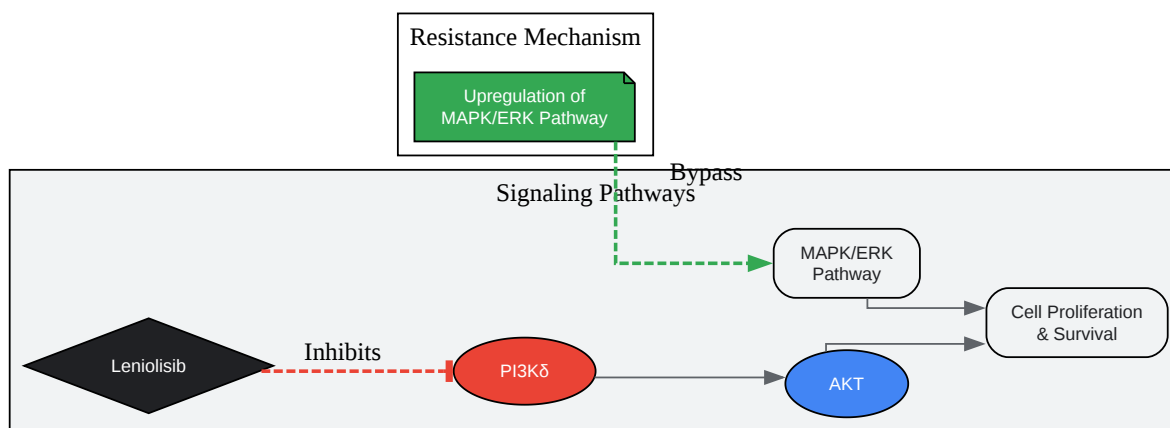 Resistance Mechanism
Upregulation of
MAPK/ERK Pathway
Bypass
Signaling Pathways
MAPK/ERK
Pathway
Cell Proliferation
& Survival
Inhibits
Leniolisib
PI3Kδ
AKT